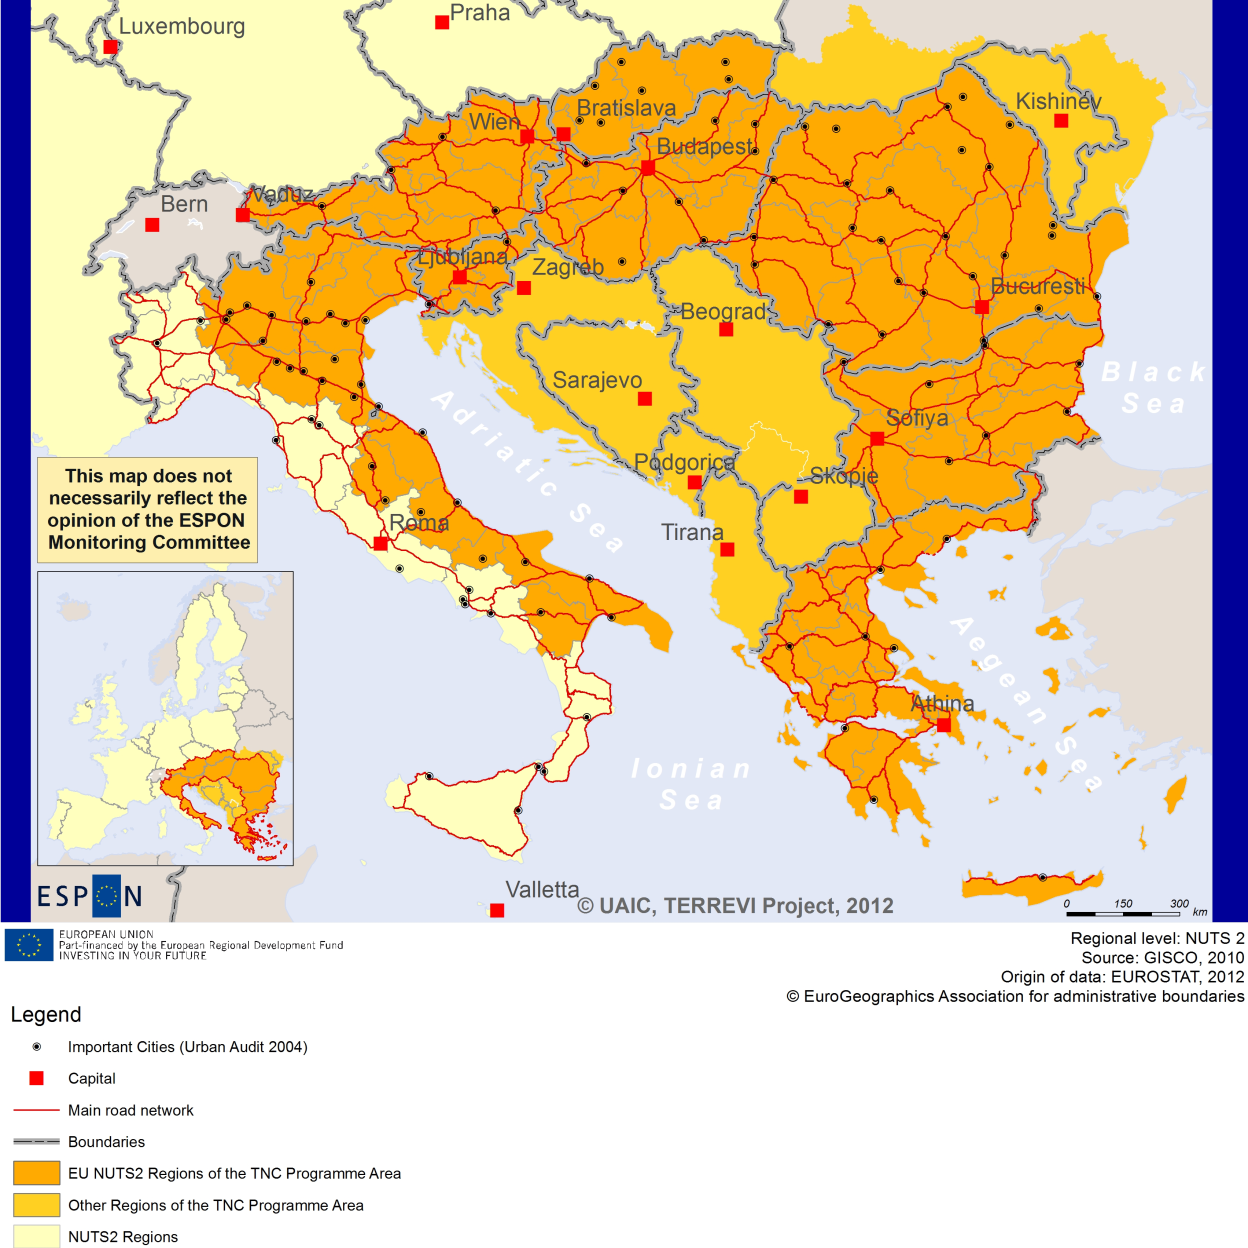 Luxembourg
Praha
Wien
Bratislava
Kishinev
Budapest
Vaduz
Bern
Ljubljana
Zagreb
Bucuresti
Beograd
Black
Sea
Sarajevo
Adriatic Sea
Sofiya
Podgorica
Skopje
This map does not
necessarily reflect the
opinion of the ESPON
Monitoring Committee
Roma
Tirana
Aegean Sea
Athina
Ionian
Sea
ESPON
Valletta
© UAIC, TERREVI Project, 2012
0 150 300
km
EUROPEAN UNION
Part-financed by the European Regional Development Fund
INVESTING IN YOUR FUTURE
Regional level: NUTS 2
Source: GISCO, 2010
Origin of data: EUROSTAT, 2012
© EuroGeographics Association for administrative boundaries
Legend
Important Cities (Urban Audit 2004)
Capital
Main road network
Boundaries
EU NUTS2 Regions of the TNC Programme Area
Other Regions of the TNC Programme Area
NUTS2 Regions